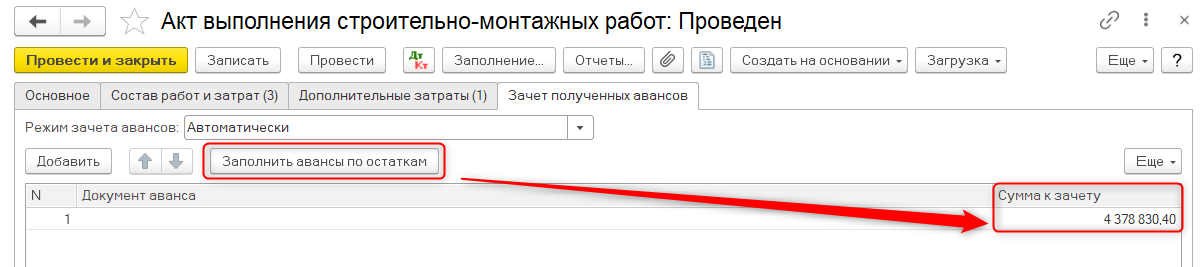 Акт выполнения строительно-монтажных работ: Проведен
Провести и закрыть Записать Провести Дт Кт Заполнение... Отчеты... Создать на основании Загрузка Еще ?
Основное Состав работ и затрат (3) Дополнительные затраты (1) Зачет полученных авансов
Режим зачета авансов: Автоматически
Добавить Заполнить авансы по остаткам Еще
N Документ аванса Сумма к зачету
1 4 378 830,40